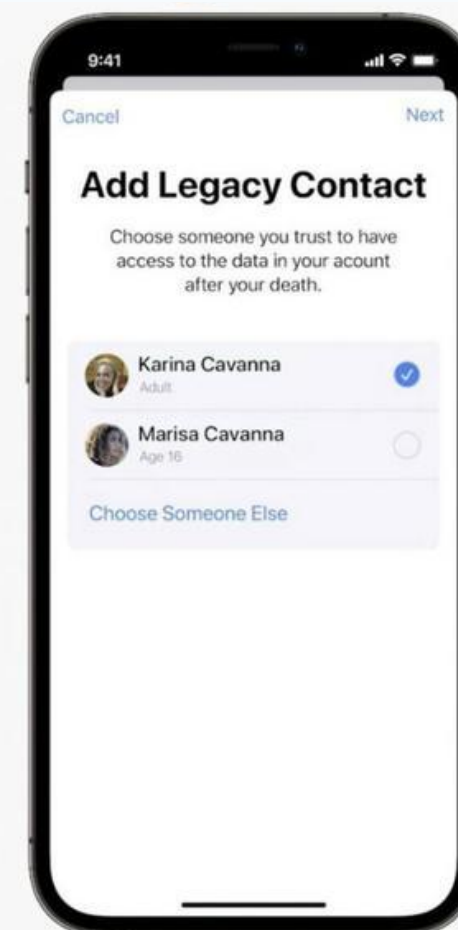 9:41
Cancel Next
Add Legacy Contact
Choose someone you trust to have
access to the data in your acount
after your death.
Karina Cavanna
Adult
Marisa Cavanna
Age 16
Choose Someone Else